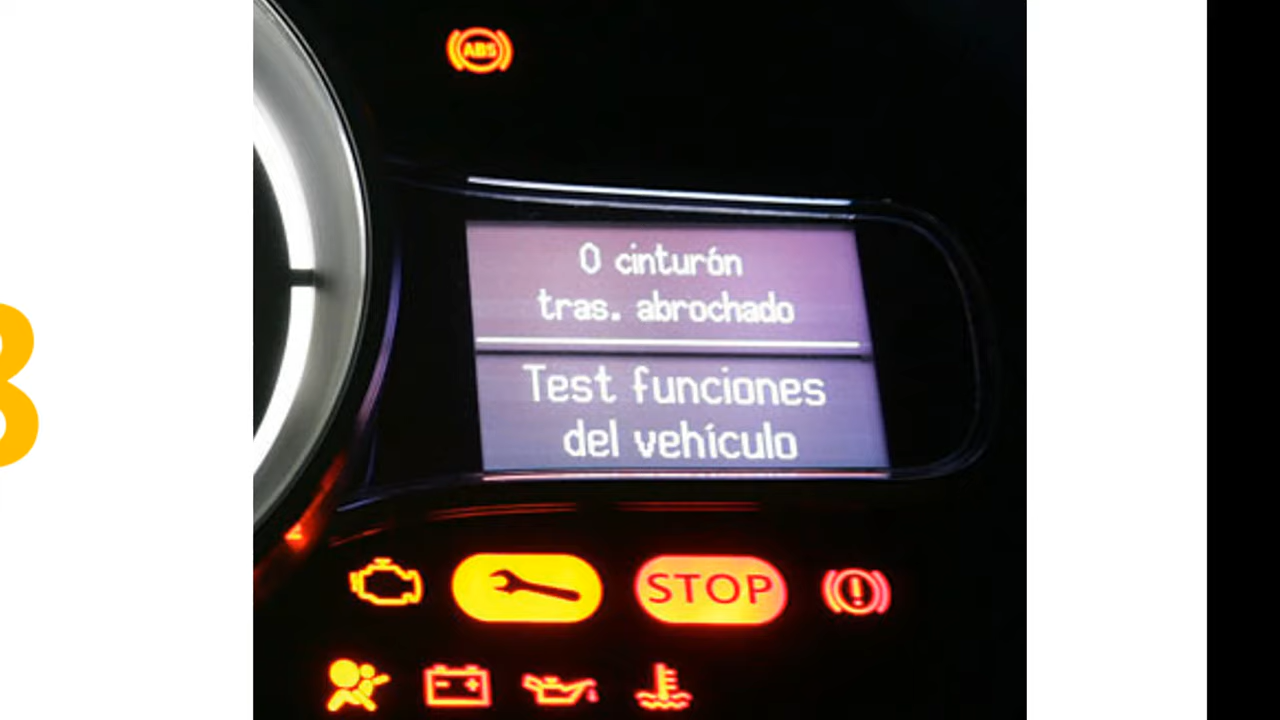 ABS
0 cinturón
tras. abrochado
Test funciones
del vehículo
STOP